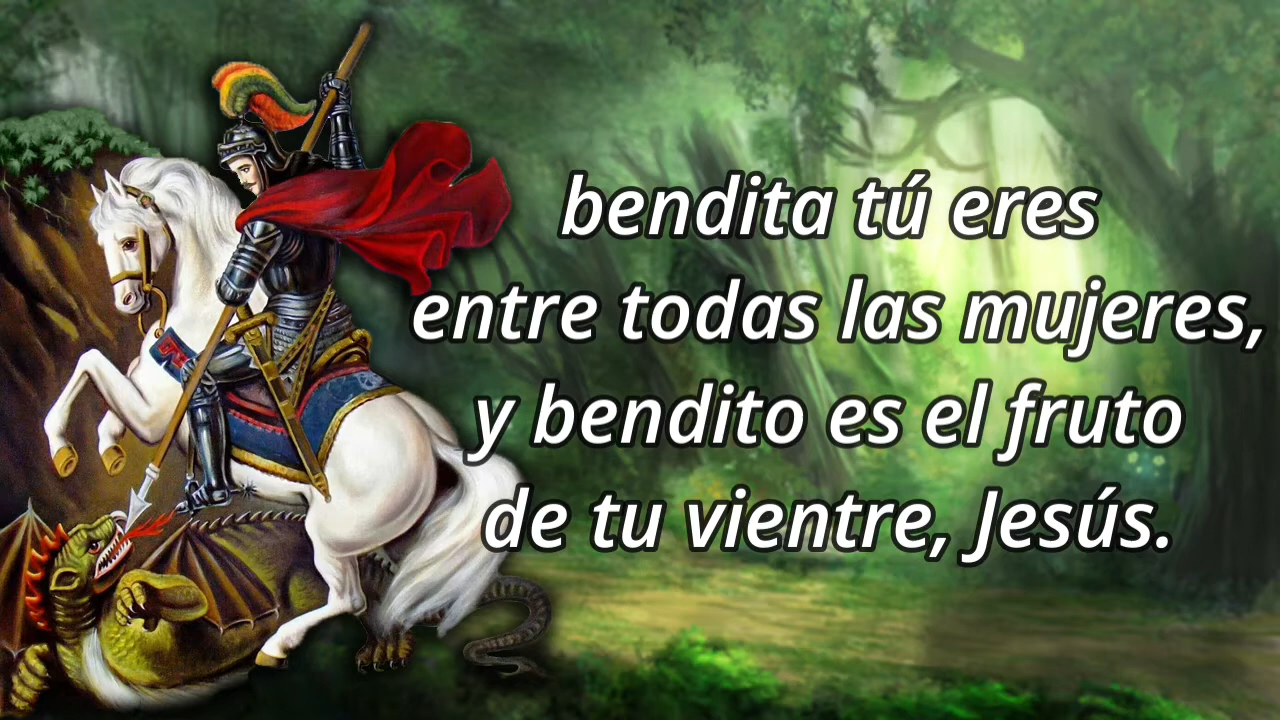 bendita tú eres
entre todas las mujeres,
y bendito es el fruto
de tu vientre, Jesús.